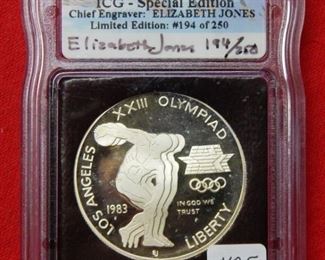 ICG - Special Edition
Chief Engraver: ELIZABETH JONES
Limited Edition: #194 of 250
Elizabeth Jones 194/250
LOS ANGELES XXIII OLYMPIAD
1983
IN GOD WE
TRUST
LIBERTY